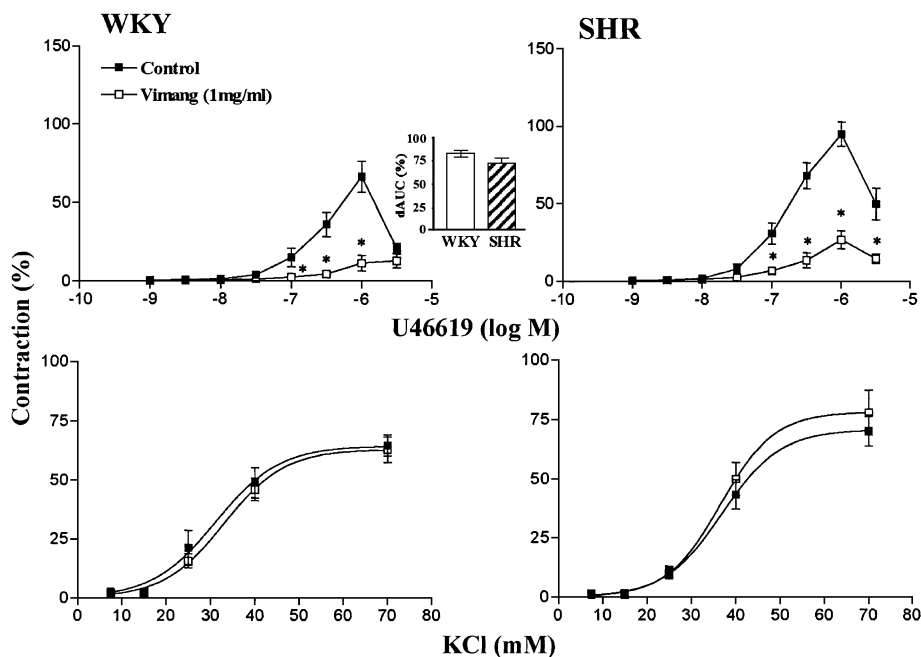 WKY
SHR
150
100
50
0
Control
Vimang (1mg/ml)
-10 -9 -8 -7 -6 -5
* * *
100
75
50
25
0
dAUC (%)
WKY SHR
150
100
50
0
-10 -9 -8 -7 -6 -5
* * * *
U46619 (log M)
Contraction (%)
100
75
50
25
0
0 10 20 30 40 50 60 70 80
100
75
50
25
0
0 10 20 30 40 50 60 70 80
KCl (mM)